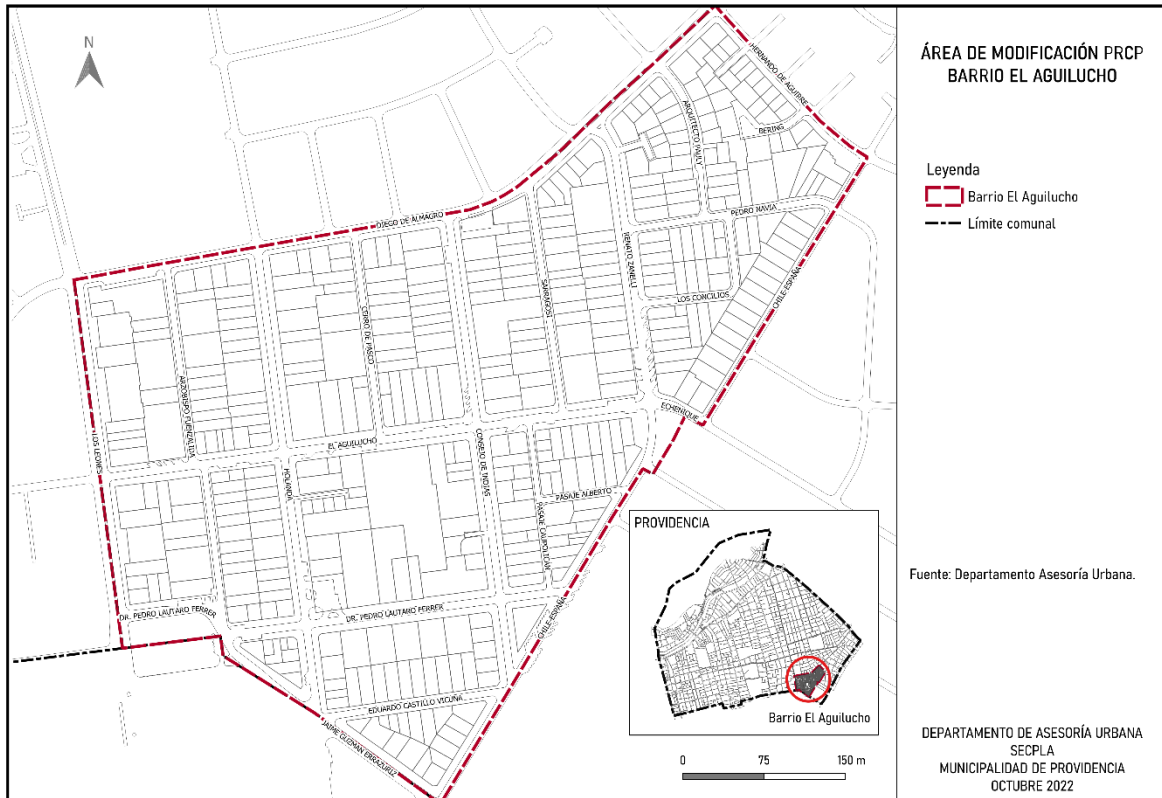 N
HERNANDO DE AGUIRRE
ARQUITECTO PAULY
BERING
DIEGO DE ALMAGRO
PEDRO NAVIA
RENATO ZANELLI
CHILE-ESPAÑA
SARRAGOSI
LOS CONCILIOS
CERRO DE PASCO
ARZOBISPO FUENZALIDA
ECHENIQUE
LOS LEONES
EL AGUILUCHO
CONSEJO DE INDIAS
HOLANDA
PASAJE ALBERTO
PASAJE CAUPOLICÁN
DR. PEDRO LAUTARO FERRER
DR. PEDRO LAUTARO FERRER
CHILE-ESPAÑA
EDUARDO CASTILLO VICUÑA
JAIME GUZMÁN ERRÁZURIZ
PROVIDENCIA
Barrio El Aguilucho
0 75 150 m
ÁREA DE MODIFICACIÓN PRCP
BARRIO EL AGUILUCHO
Leyenda
Barrio El Aguilucho
Límite comunal
Fuente: Departamento Asesoría Urbana.
DEPARTAMENTO DE ASESORÍA URBANA
SECPLA
MUNICIPALIDAD DE PROVIDENCIA
OCTUBRE 2022